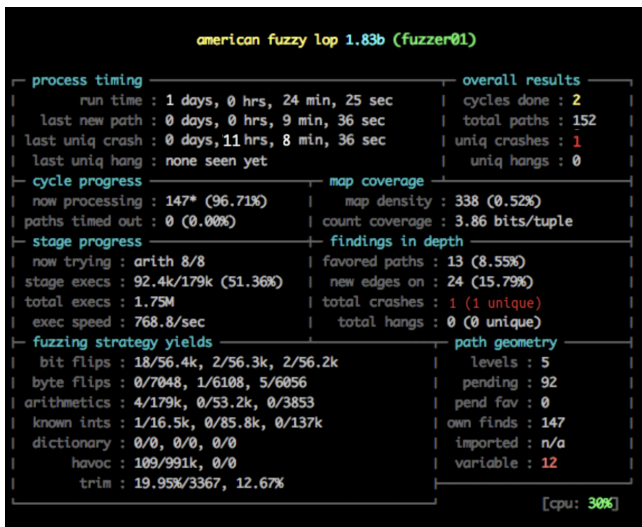 american fuzzy lop 1.83b (fuzzer01)
process timing overall results
run time : 1 days, 0 hrs, 24 min, 25 sec cycles done : 2
last new path : 0 days, 0 hrs, 9 min, 36 sec total paths : 152
last uniq crash : 0 days, 11 hrs, 8 min, 36 sec uniq crashes : 1
last uniq hang : none seen yet uniq hangs : 0
cycle progress map coverage
now processing : 147* (96.71%) map density : 338 (0.52%)
paths timed out : 0 (0.00%) count coverage : 3.86 bits/tuple
stage progress findings in depth
now trying : arith 8/8 favored paths : 13 (8.55%)
stage execs : 92.4k/179k (51.36%) new edges on : 24 (15.79%)
total execs : 1.75M total crashes : 1 (1 unique)
exec speed : 768.8/sec total hangs : 0 (0 unique)
fuzzing strategy yields path geometry
bit flips : 18/56.4k, 2/56.3k, 2/56.2k levels : 5
byte flips : 0/7048, 1/6108, 5/6056 pending : 92
arithmetics : 4/179k, 0/53.2k, 0/3853 pend fav : 0
known ints : 1/16.5k, 0/85.8k, 0/137k own finds : 147
dictionary : 0/0, 0/0, 0/0 imported : n/a
havoc : 109/991k, 0/0 variable : 12
trim : 19.95%/3367, 12.67%
[cpu: 30%]